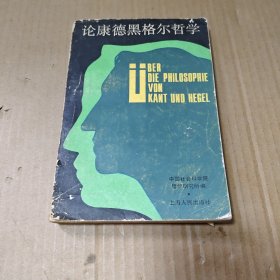 论康德黑格尔哲学
ÜBER
DIE PHILOSOPHIE
VON
KANT UND HEGEL
中国社会科学院
哲学研究所编
上海人民出版社